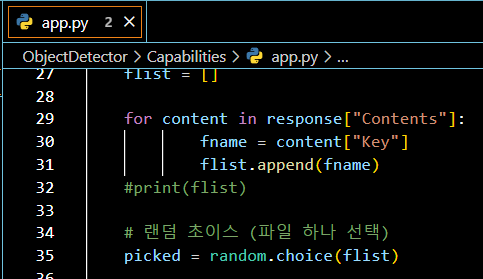 app.py 2 ×
ObjectDetector > Capabilities > app.py > ...
27 flist = []
28
29 for content in response["Contents"]:
30 fname = content["Key"]
31 flist.append(fname)
32 #print(flist)
33
34 # 랜덤 초이스 (파일 하나 선택)
35 picked = random.choice(flist)
36